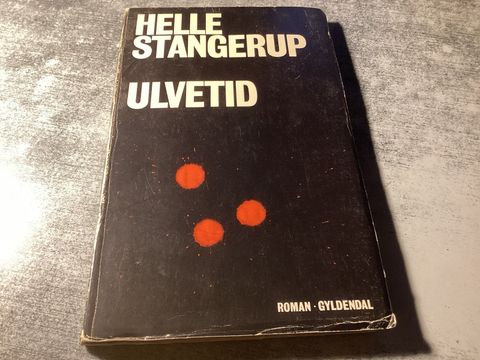 HELLE
STANGERUP
ULVETID
ROMAN · GYLDENDAL